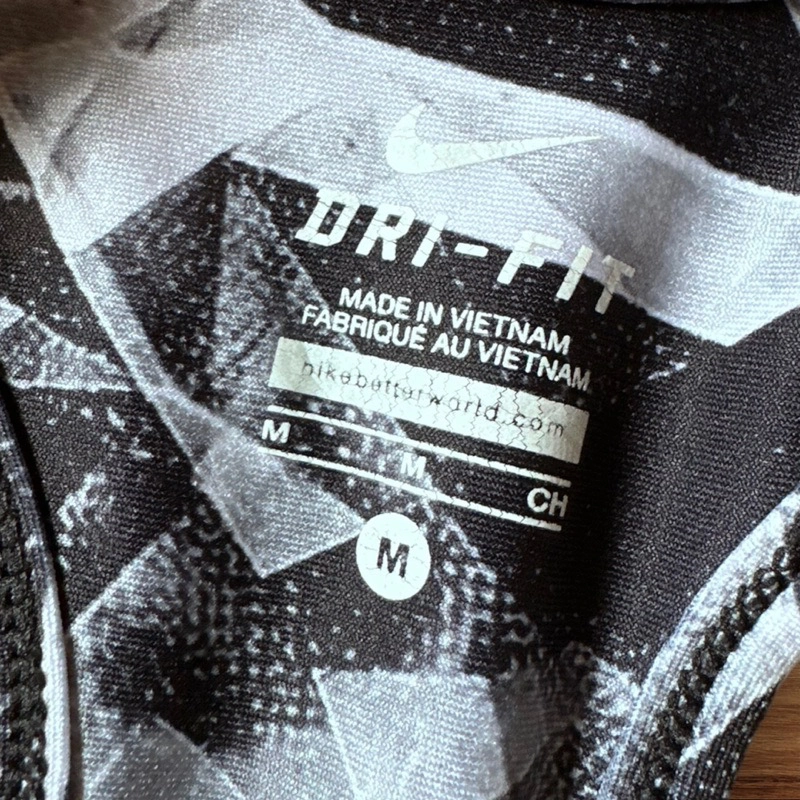 DRI-FIT
MADE IN VIETNAM
FABRIQUÉ AU VIETNAM
nikebetterworld.com
M
M
CH
M